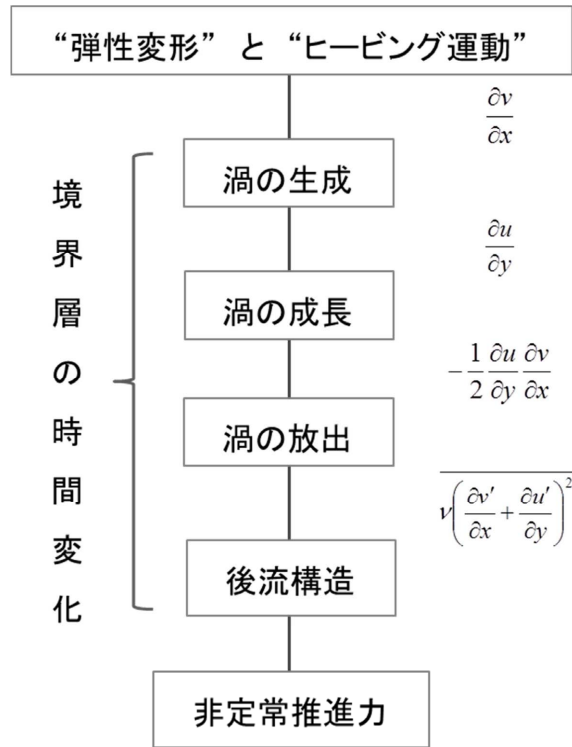 “弾性変形” と “ヒービング運動”
∂v/∂x
渦の生成
∂u/∂y
渦の成長
-1/2 ∂u/∂y ∂v/∂x
渦の放出
\overline{ν(∂v′/∂x + ∂u′/∂y)^2}
後流構造
非定常推進力
境界層の時間変化